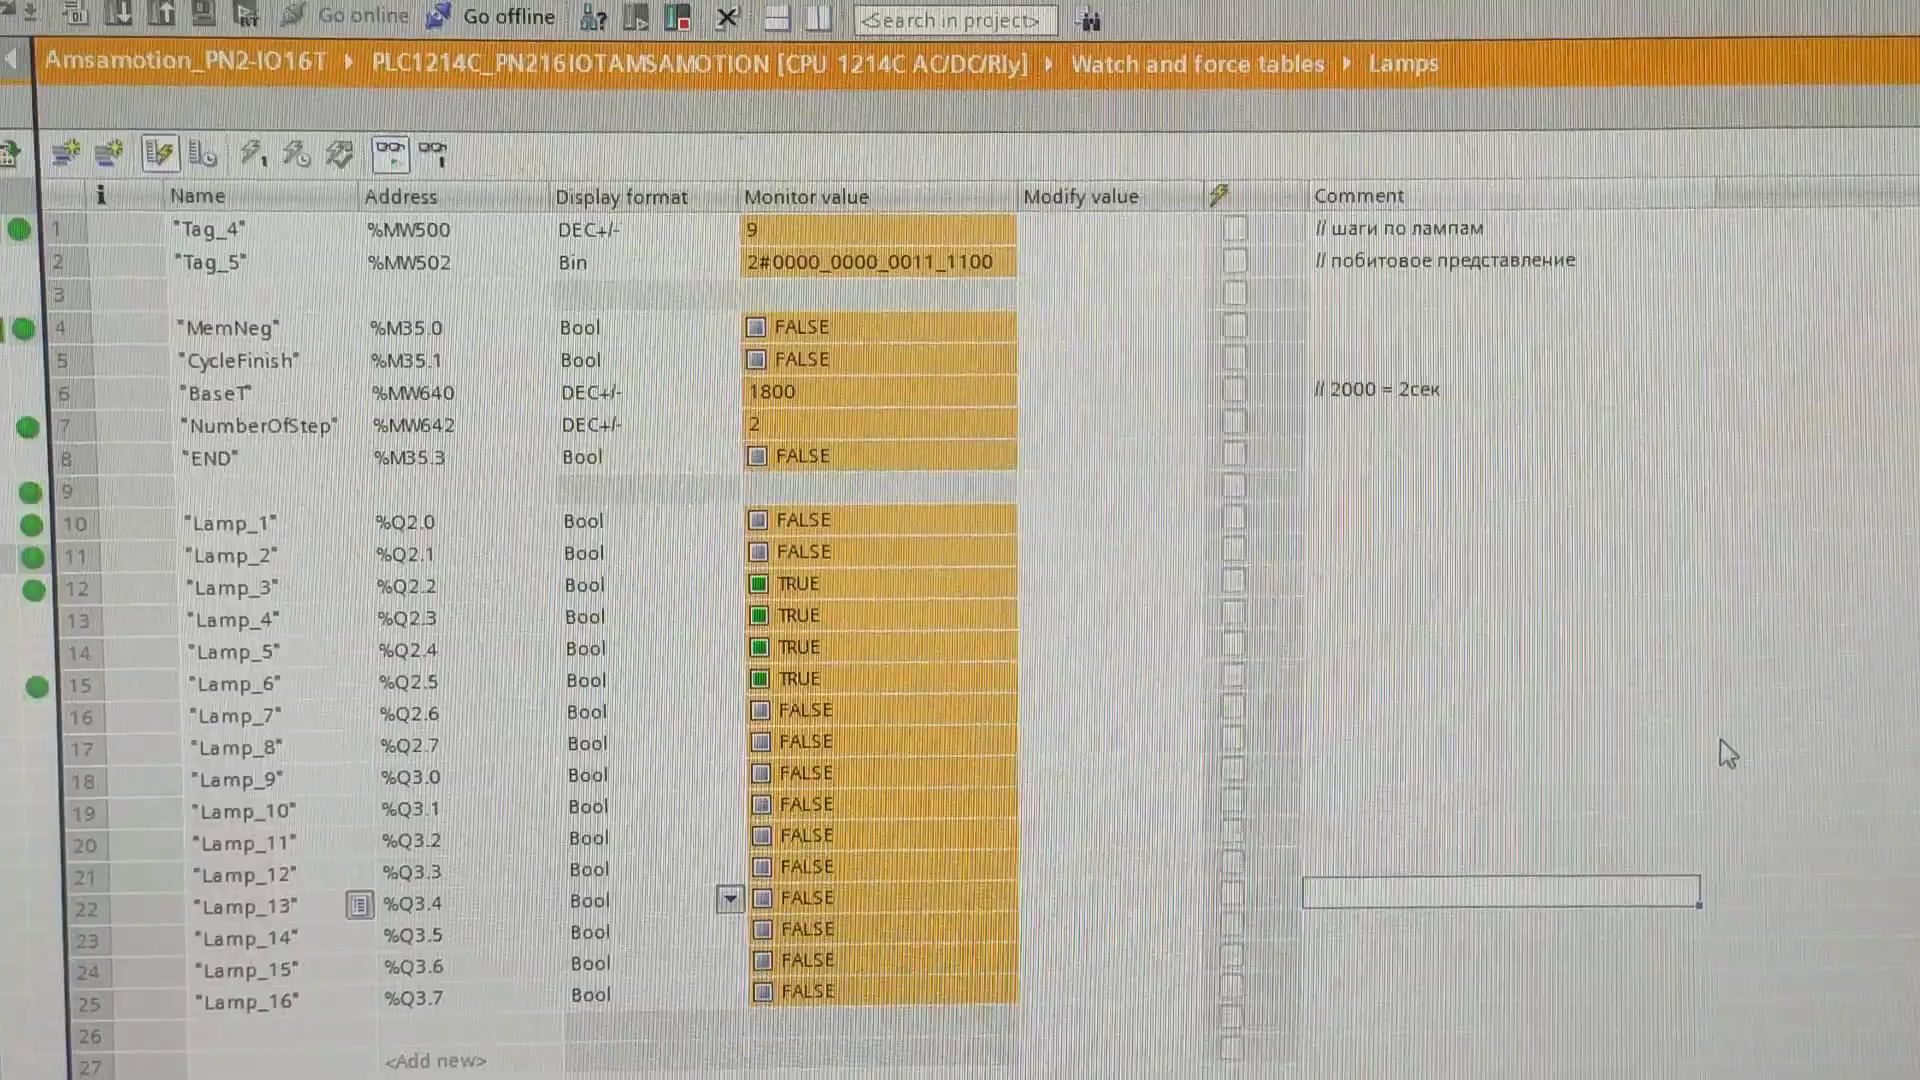 Go online Go offline <Search in project>
Amsamotion_PN2-IO16T PLC1214C_PN216IOTAMSAMOTION [CPU 1214C AC/DC/Rly] Watch and force tables Lamps
i Name Address Display format Monitor value Modify value Comment
1 "Tag_4" %MW500 DEC+/- 9 // шаги по лампам
2 "Tag_5" %MW502 Bin 2#0000_0000_0011_1100 // побитовое представление
3
4 "MemNeg" %M35.0 Bool FALSE
5 "CycleFinish" %M35.1 Bool FALSE
6 "BaseT" %MW640 DEC+/- 1800 // 2000 = 2сек
7 "NumberOfStep" %MW642 DEC+/- 2
8 "END" %M35.3 Bool FALSE
9
10 "Lamp_1" %Q2.0 Bool FALSE
11 "Lamp_2" %Q2.1 Bool FALSE
12 "Lamp_3" %Q2.2 Bool TRUE
13 "Lamp_4" %Q2.3 Bool TRUE
14 "Lamp_5" %Q2.4 Bool TRUE
15 "Lamp_6" %Q2.5 Bool TRUE
16 "Lamp_7" %Q2.6 Bool FALSE
17 "Lamp_8" %Q2.7 Bool FALSE
18 "Lamp_9" %Q3.0 Bool FALSE
19 "Lamp_10" %Q3.1 Bool FALSE
20 "Lamp_11" %Q3.2 Bool FALSE
21 "Lamp_12" %Q3.3 Bool FALSE
22 "Lamp_13" %Q3.4 Bool FALSE
23 "Lamp_14" %Q3.5 Bool FALSE
24 "Lamp_15" %Q3.6 Bool FALSE
25 "Lamp_16" %Q3.7 Bool FALSE
26
27 <Add new>